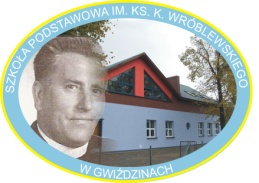 SZKOŁA PODSTAWOWA IM. KS. K. WRÓBLEWSKIEGO
W GWIŹDZINACH